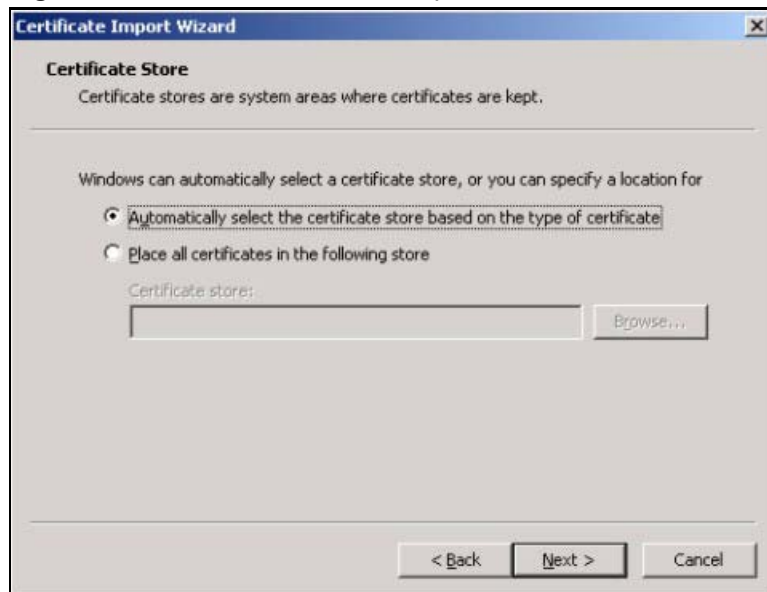 Certificate Import Wizard
Certificate Store
Certificate stores are system areas where certificates are kept.
Windows can automatically select a certificate store, or you can specify a location for
Automatically select the certificate store based on the type of certificate
Place all certificates in the following store
Certificate store:
Browse...
< Back Next > Cancel